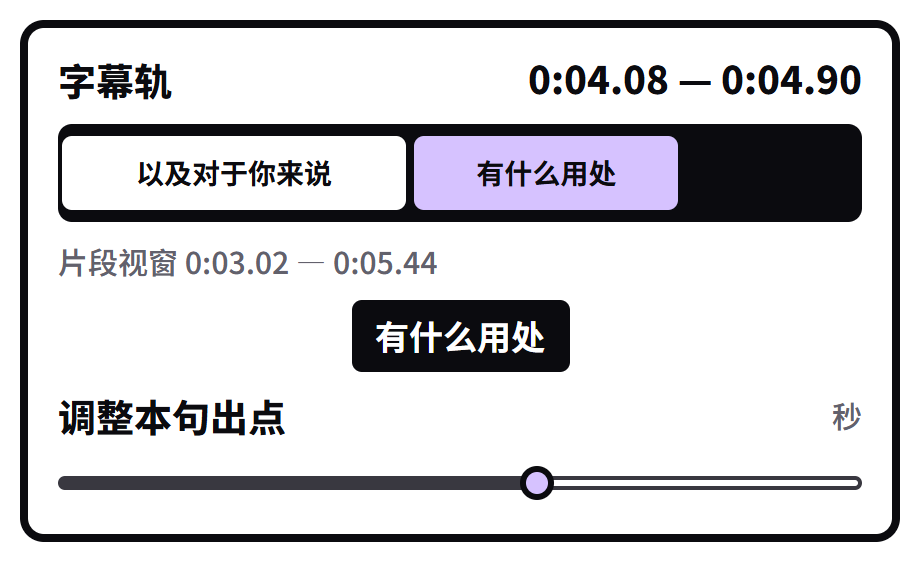 字幕轨 0:04.08 — 0:04.90
以及对于你来说 有什么用处
片段视窗 0:03.02 — 0:05.44
有什么用处
调整本句出点 秒